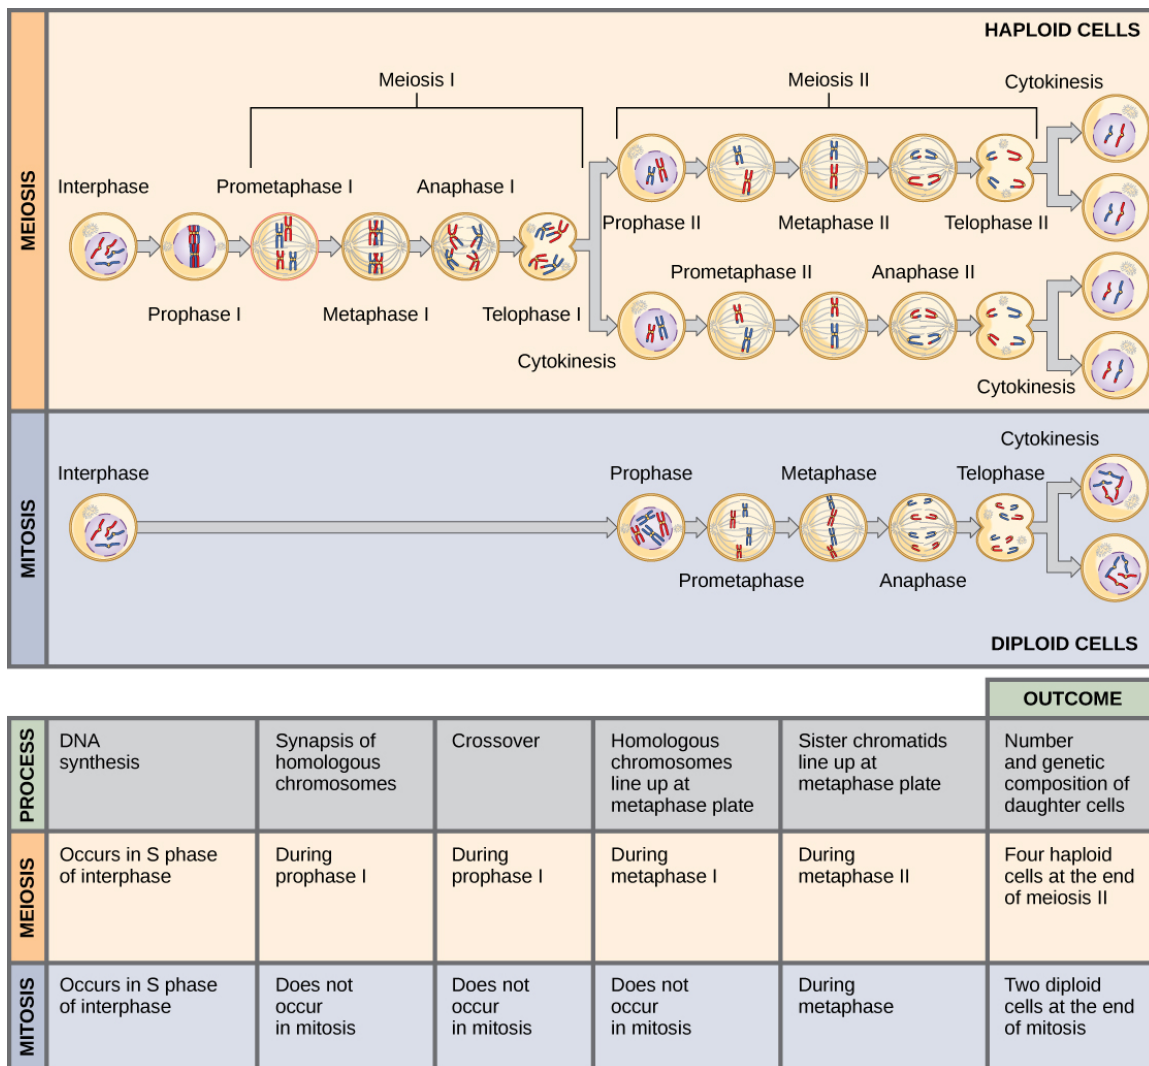 MEIOSIS
HAPLOID CELLS
Meiosis I
Meiosis II
Cytokinesis
Interphase
Prometaphase I
Anaphase I
Prophase II
Metaphase II
Telophase II
Prophase I
Metaphase I
Telophase I
Prometaphase II
Anaphase II
Cytokinesis
Cytokinesis
MITOSIS
Cytokinesis
Interphase
Prophase
Metaphase
Telophase
Prometaphase
Anaphase
DIPLOID CELLS
OUTCOME
PROCESS
DNA
synthesis
Synapsis of
homologous
chromosomes
Crossover
Homologous
chromosomes
line up at
metaphase plate
Sister chromatids
line up at
metaphase plate
Number
and genetic
composition of
daughter cells
MEIOSIS
Occurs in S phase
of interphase
During
prophase I
During
prophase I
During
metaphase I
During
metaphase II
Four haploid
cells at the end
of meiosis II
MITOSIS
Occurs in S phase
of interphase
Does not
occur
in mitosis
Does not
occur
in mitosis
Does not
occur
in mitosis
During
metaphase
Two diploid
cells at the end
of mitosis